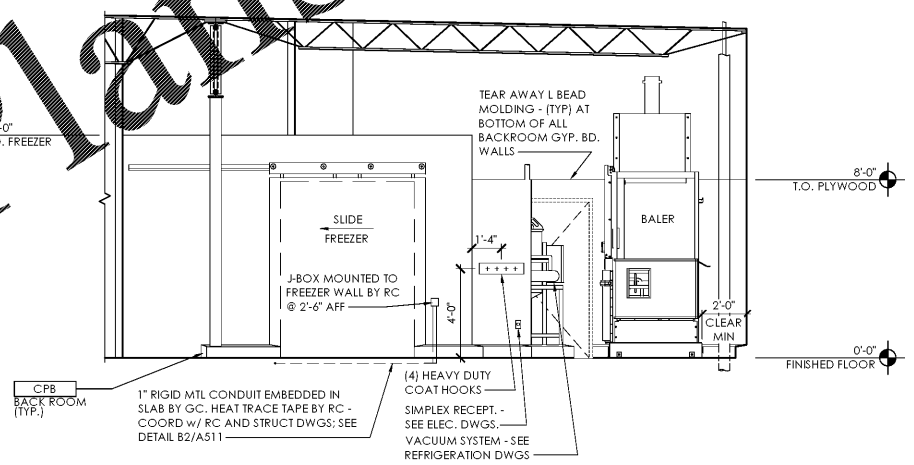 Plans
0"
. FREEZER
TEAR AWAY L BEAD
MOLDING - (TYP) AT
BOTTOM OF ALL
BACKROOM GYP. BD.
WALLS
8'-0"
T.O. PLYWOOD
BALER
SLIDE
FREEZER
1'-4"
++++
J-BOX MOUNTED TO
FREEZER WALL BY RC
@ 2'-6" AFF
4'-0"
2'-0"
CLEAR
MIN
0'-0"
FINISHED FLOOR
CPB
BACK ROOM
(TYP.)
1" RIGID MTL CONDUIT EMBEDDED IN
SLAB BY GC. HEAT TRACE TAPE BY RC -
COORD w/ RC AND STRUCT DWGS; SEE
DETAIL B2/A511
(4) HEAVY DUTY
COAT HOOKS
SIMPLEX RECEPT. -
SEE ELEC. DWGS.
VACUUM SYSTEM - SEE
REFRIGERATION DWGS